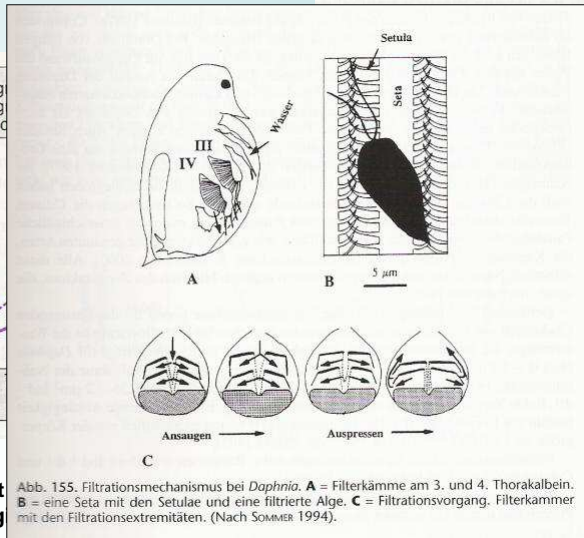 Setula
Seta
Wasser
III
IV
A
B
5 µm
Ansaugen
Auspressen
C
Abb. 155. Filtrationsmechanismus bei Daphnia. A = Filterkämme am 3. und 4. Thorakalbein.
B = eine Seta mit den Setulae und eine filtrierte Alge. C = Filtrationsvorgang. Filterkammer
mit den Filtrationsextremitäten. (Nach SOMMER 1994).